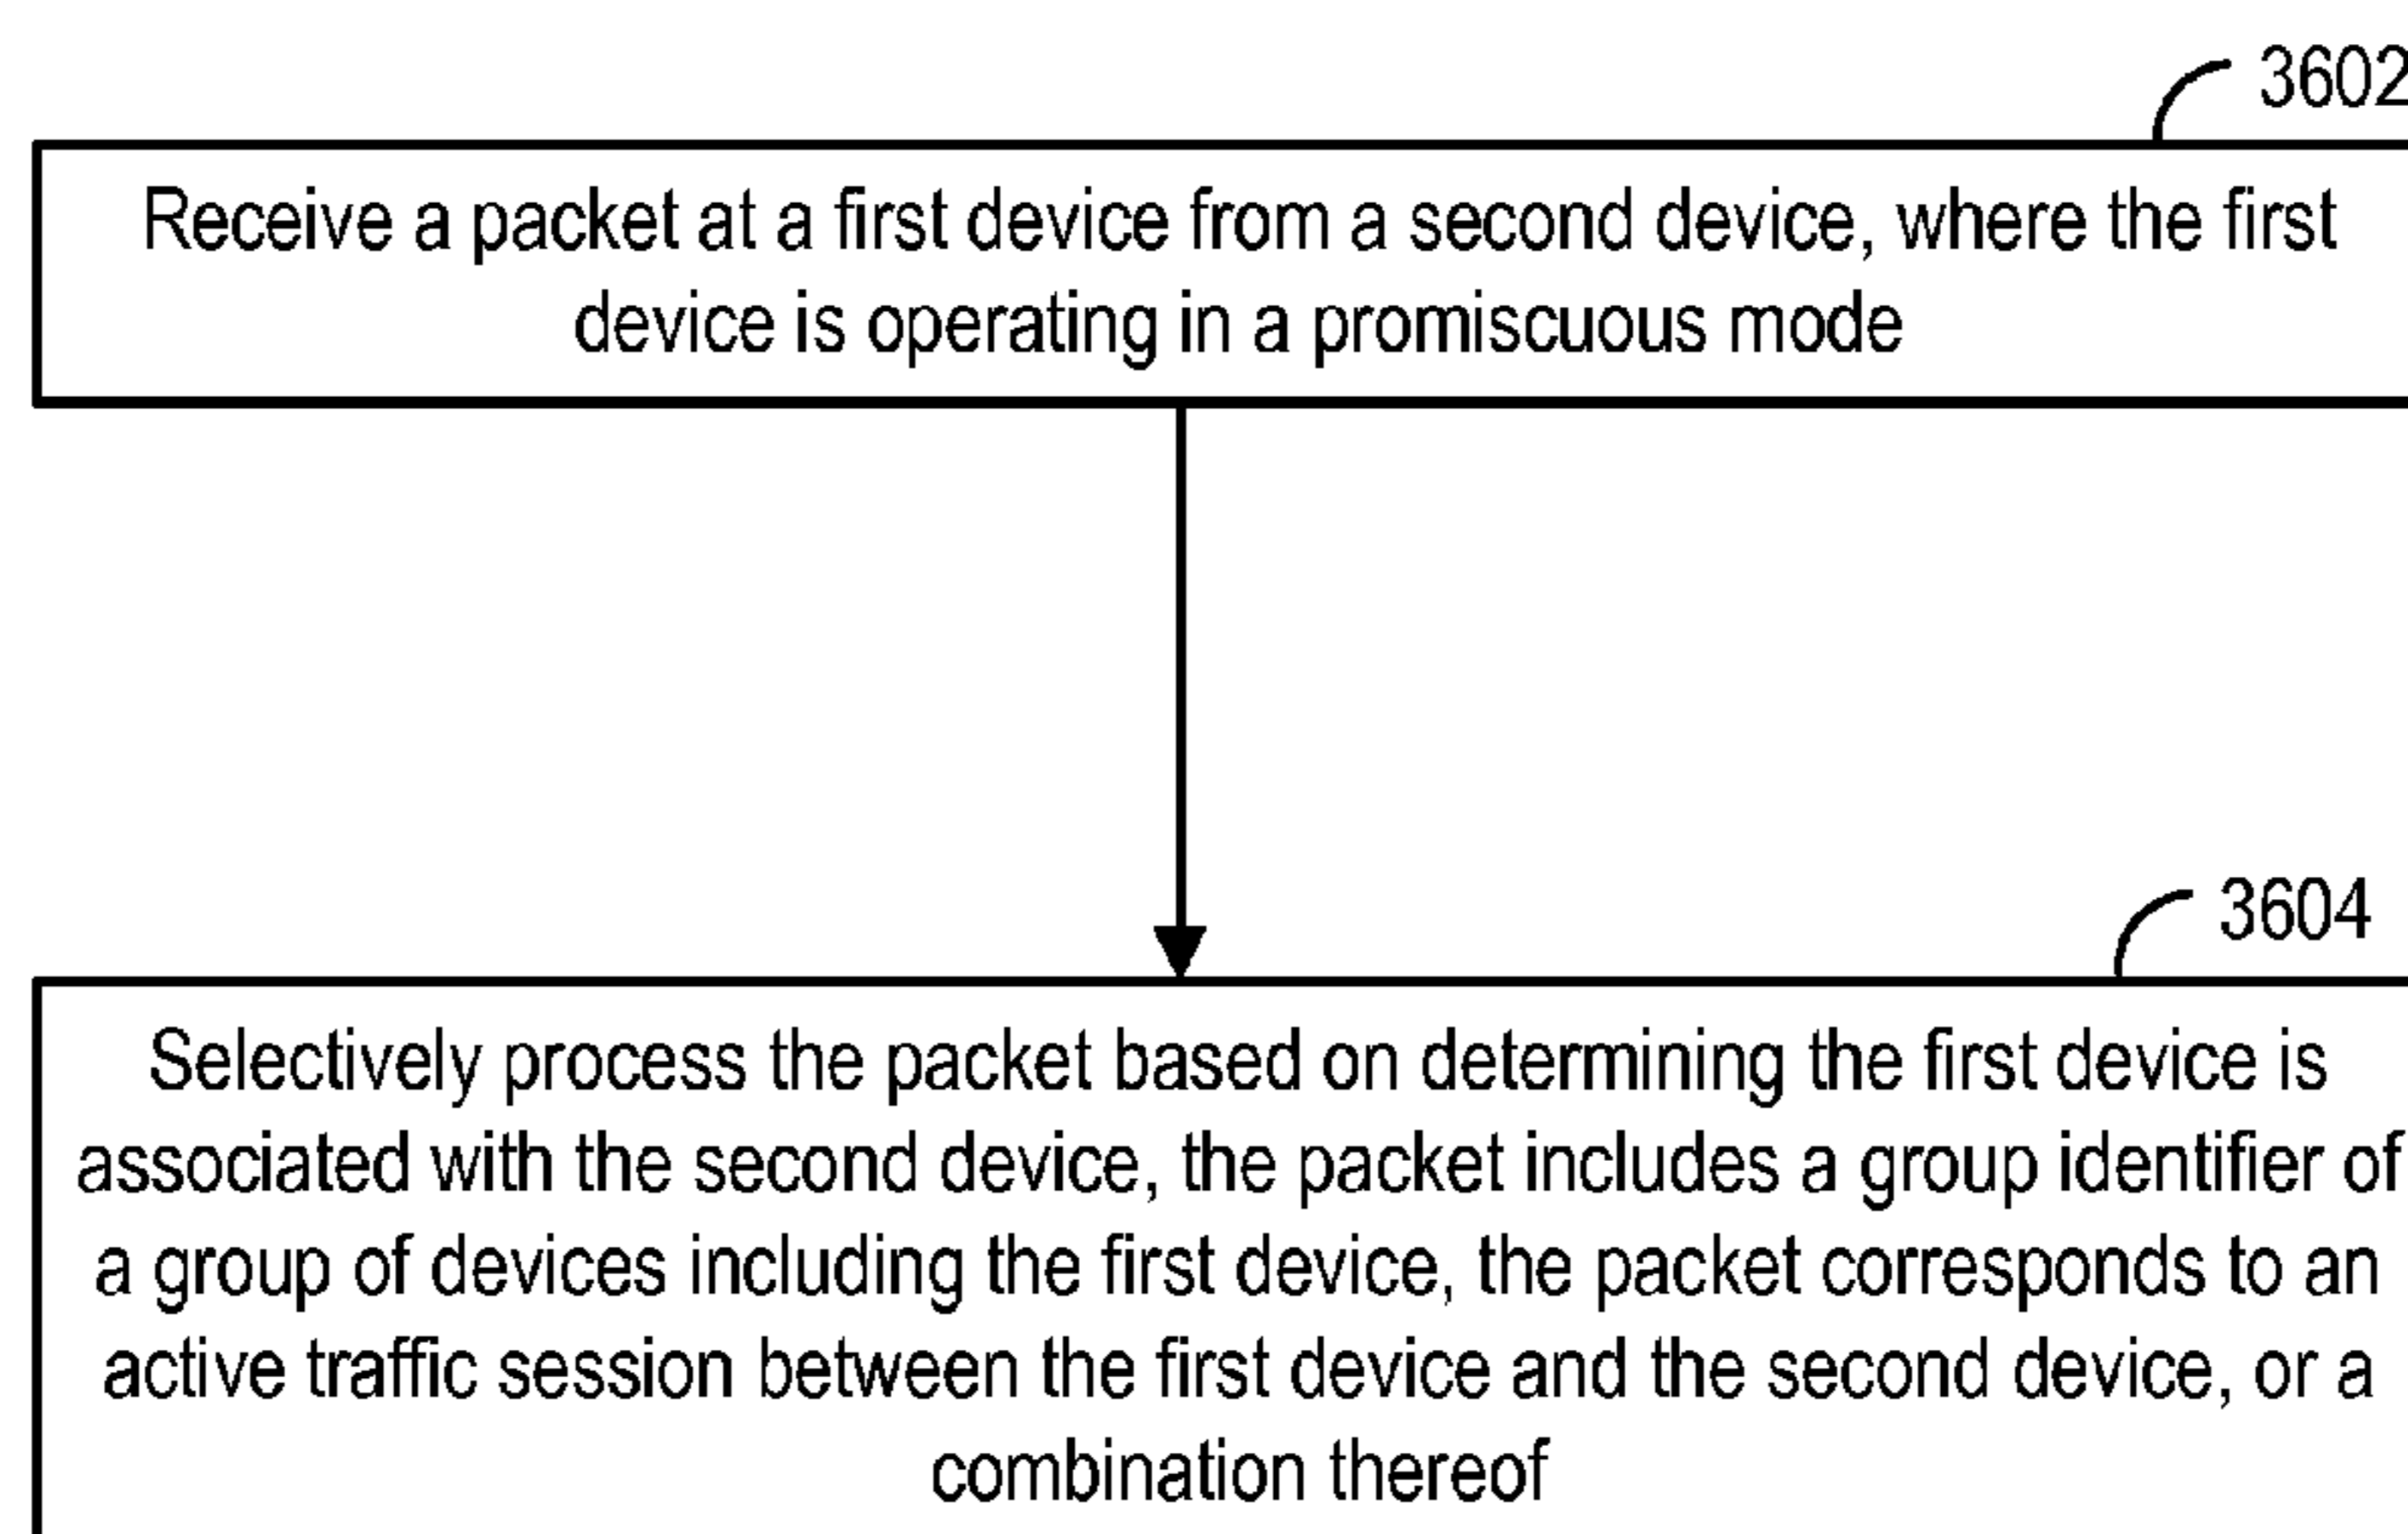 3602
Receive a packet at a first device from a second device, where the first
device is operating in a promiscuous mode
3604
Selectively process the packet based on determining the first device is
associated with the second device, the packet includes a group identifier of
a group of devices including the first device, the packet corresponds to an
active traffic session between the first device and the second device, or a
combination thereof